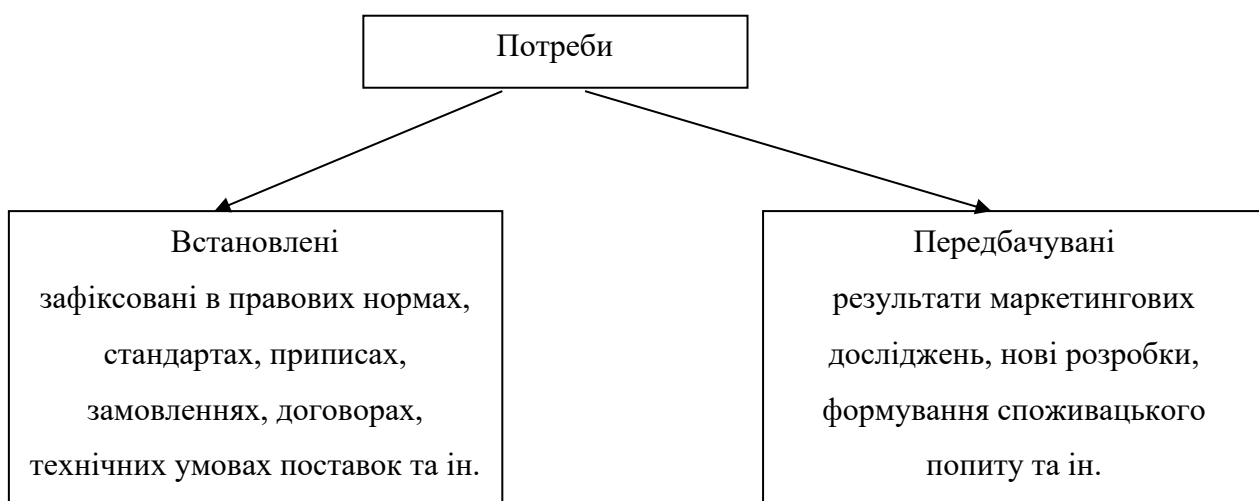 Потреби
Встановлені
зафіксовані в правових нормах,
стандартах, приписах,
замовленнях, договорах,
технічних умовах поставок та ін.
Передбачувані
результати маркетингових
досліджень, нові розробки,
формування споживацького
попиту та ін.